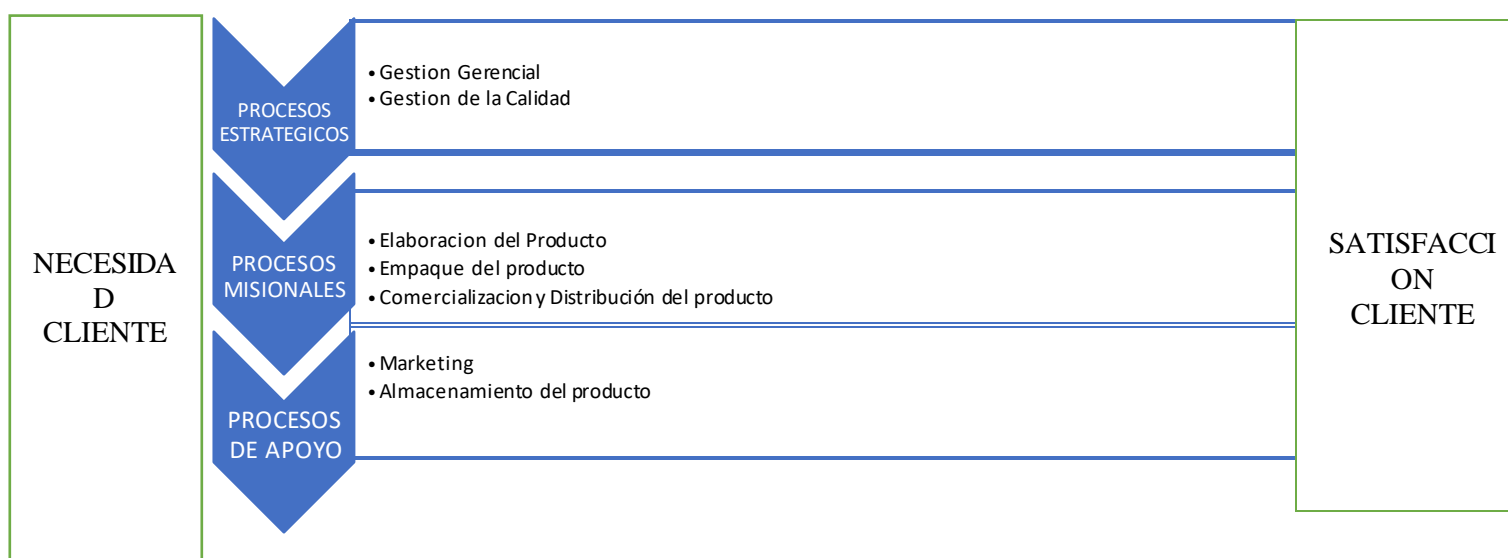 NECESIDA
D
CLIENTE
PROCESOS
ESTRATEGICOS
• Gestion Gerencial
• Gestion de la Calidad
PROCESOS
MISIONALES
• Elaboracion del Producto
• Empaque del producto
• Comercializacion y Distribución del producto
PROCESOS
DE APOYO
• Marketing
• Almacenamiento del producto
SATISFACCI
ON
CLIENTE